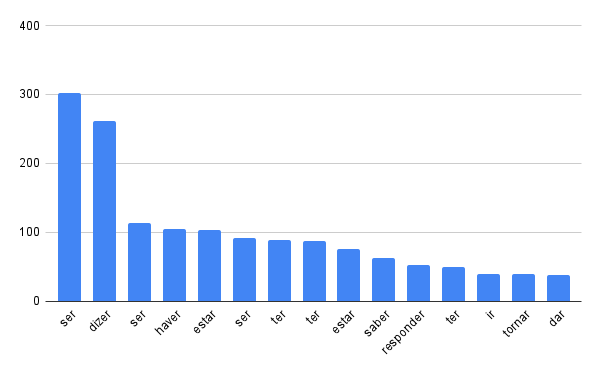 400
300
200
100
0
ser
dizer
ser
haver
estar
ser
ter
ter
estar
saber
responder
ter
ir
tornar
dar